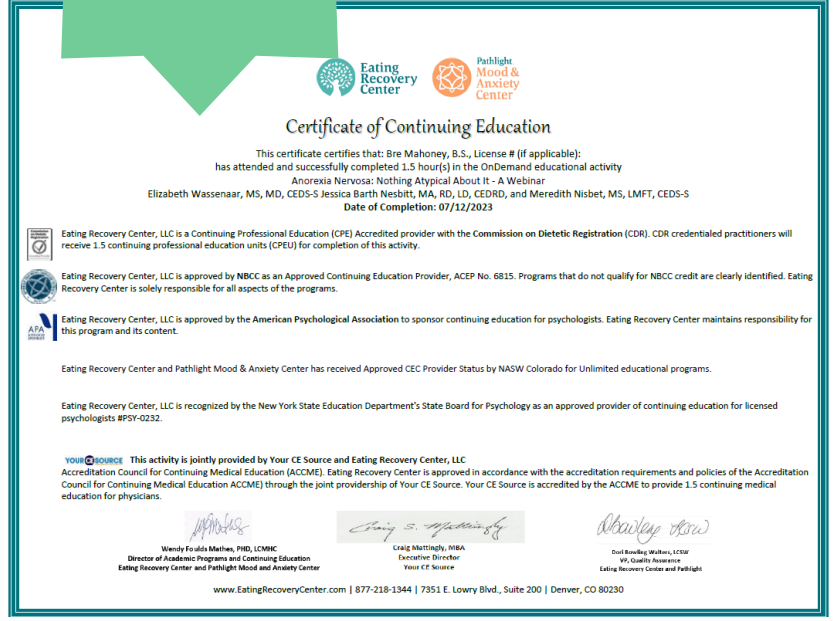 Eating
Recovery
Center
Pathlight
Mood &
Anxiety
Center
Certificate of Continuing Education
This certificate certifies that: Bre Mahoney, B.S., License # (if applicable):
has attended and successfully completed 1.5 hour(s) in the OnDemand educational activity
Anorexia Nervosa: Nothing Atypical About It - A Webinar
Elizabeth Wassenaar, MS, MD, CEDS-S Jessica Barth Nesbitt, MA, RD, LD, CEDRD, and Meredith Nisbet, MS, LMFT, CEDS-S
Date of Completion: 07/12/2023
Eating Recovery Center, LLC is a Continuing Professional Education (CPE) Accredited provider with the Commission on Dietetic Registration (CDR). CDR credentialed practitioners will
receive 1.5 continuing professional education units (CPEU) for completion of this activity.
Eating Recovery Center, LLC is approved by NBCC as an Approved Continuing Education Provider, ACEP No. 6815. Programs that do not qualify for NBCC credit are clearly identified. Eating
Recovery Center is solely responsible for all aspects of the programs.
APA
Eating Recovery Center, LLC is approved by the American Psychological Association to sponsor continuing education for psychologists. Eating Recovery Center maintains responsibility for
this program and its content.
Eating Recovery Center and Pathlight Mood & Anxiety Center has received Approved CEC Provider Status by NASW Colorado for Unlimited educational programs.
Eating Recovery Center, LLC is recognized by the New York State Education Department's State Board for Psychology as an approved provider of continuing education for licensed
psychologists #PSY-0232.
YOUR CE SOURCE This activity is jointly provided by Your CE Source and Eating Recovery Center, LLC
Accreditation Council for Continuing Medical Education (ACCME). Eating Recovery Center is approved in accordance with the accreditation requirements and policies of the Accreditation
Council for Continuing Medical Education ACCME) through the joint providership of Your CE Source. Your CE Source is accredited by the ACCME to provide 1.5 continuing medical
education for physicians.
Craig S. Mattingly
Wendy Foulds Mathes, PHD, LCMHC
Director of Academic Programs and Continuing Education
Eating Recovery Center and Pathlight Mood and Anxiety Center
Craig Mattingly, MBA
Executive Director
Your CE Source
Dori Bowling Walters, LCSW
VP, Quality Assurance
Eating Recovery Center and Pathlight
www.EatingRecoveryCenter.com | 877-218-1344 | 7351 E. Lowry Blvd., Suite 200 | Denver, CO 80230